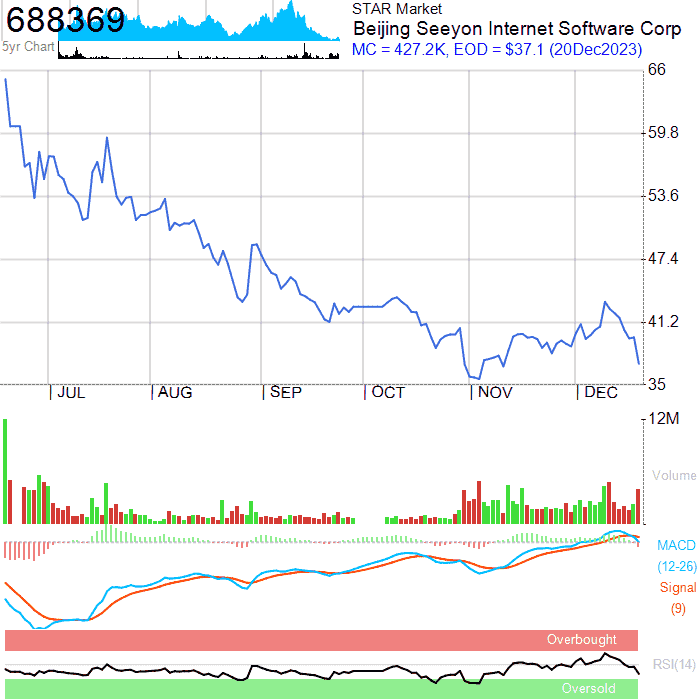 688369
STAR Market
Beijing Seeyon Internet Software Corp
5yr Chart
MC = 427.2K, EOD = $37.1 (20Dec2023)
66
59.8
53.6
47.4
41.2
35
JUL AUG SEP OCT NOV DEC
12M
Volume
MACD
(12-26)
Signal
(9)
Overbought
RSI(14)
Oversold